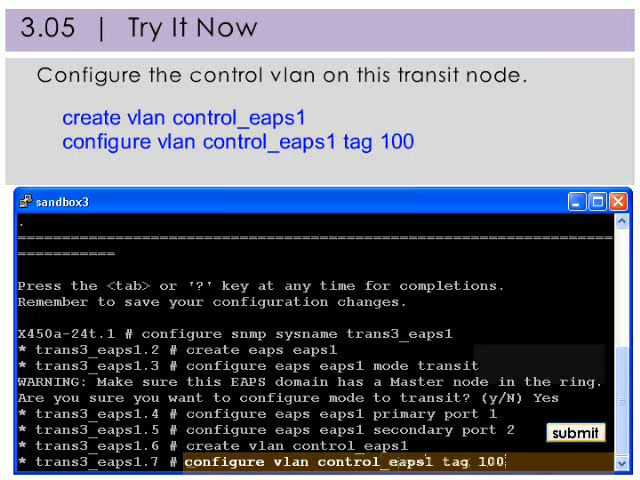 3.05 | Try It Now
Configure the control vlan on this transit node.
create vlan control_eaps1
configure vlan control_eaps1 tag 100
sandbox3
.
=====================================================================
===========
Press the <tab> or '?' key at any time for completions.
Remember to save your configuration changes.
X450a-24t.1 # configure snmp sysname trans3_eaps1
* trans3_eaps1.2 # create eaps eaps1
* trans3_eaps1.3 # configure eaps eaps1 mode transit
WARNING: Make sure this EAPS domain has a Master node in the ring.
Are you sure you want to configure mode to transit? (y/N) Yes
* trans3_eaps1.4 # configure eaps eaps1 primary port 1
* trans3_eaps1.5 # configure eaps eaps1 secondary port 2
submit
* trans3_eaps1.6 # create vlan control_eaps1
* trans3_eaps1.7 # configure vlan control_eaps1 tag 100